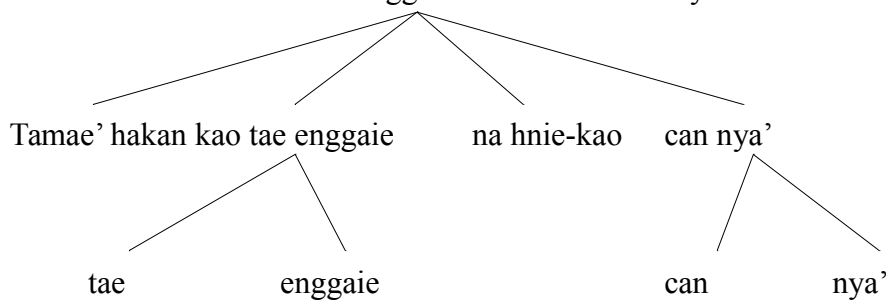 Tamae’ hakan kao tae enggaie na hnie-kao can nya’
tae enggaie can nya’